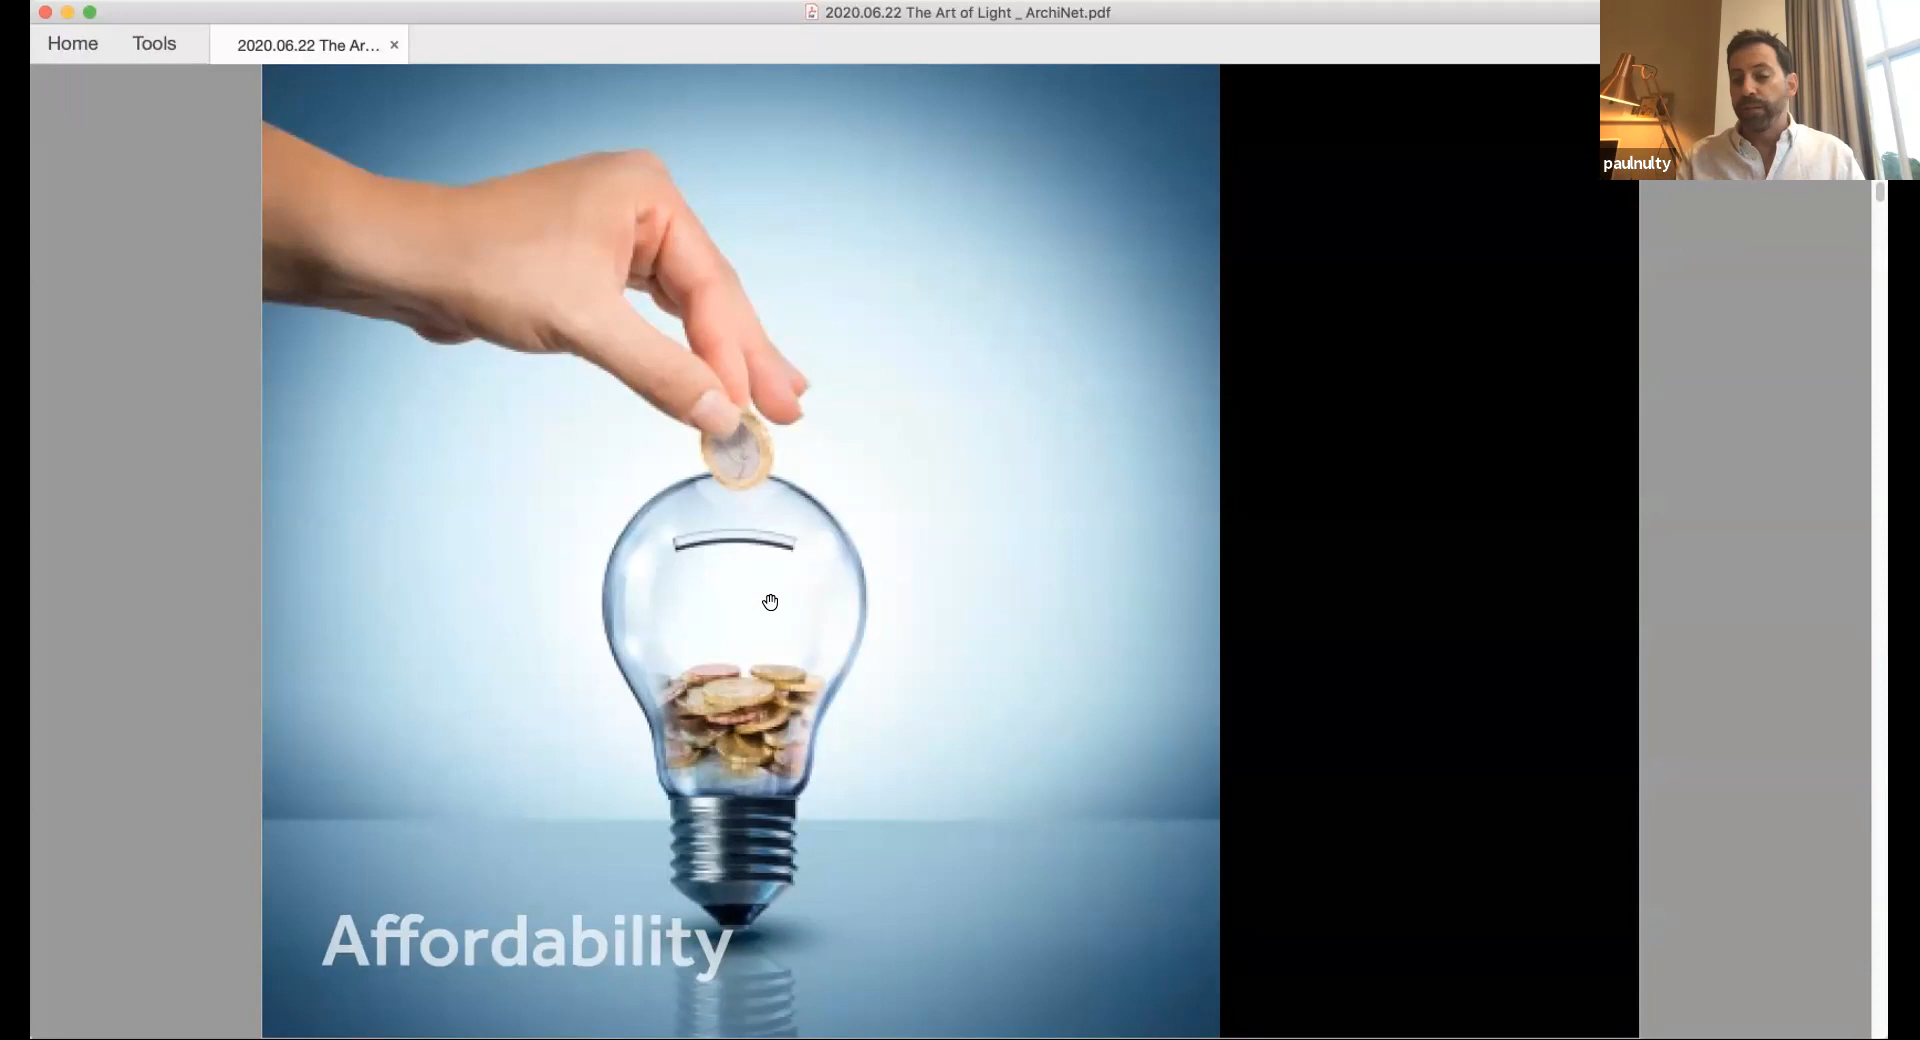 2020.06.22 The Art of Light _ ArchiNet.pdf
Home
Tools
2020.06.22 The Ar... ×
paulnulty
Affordability